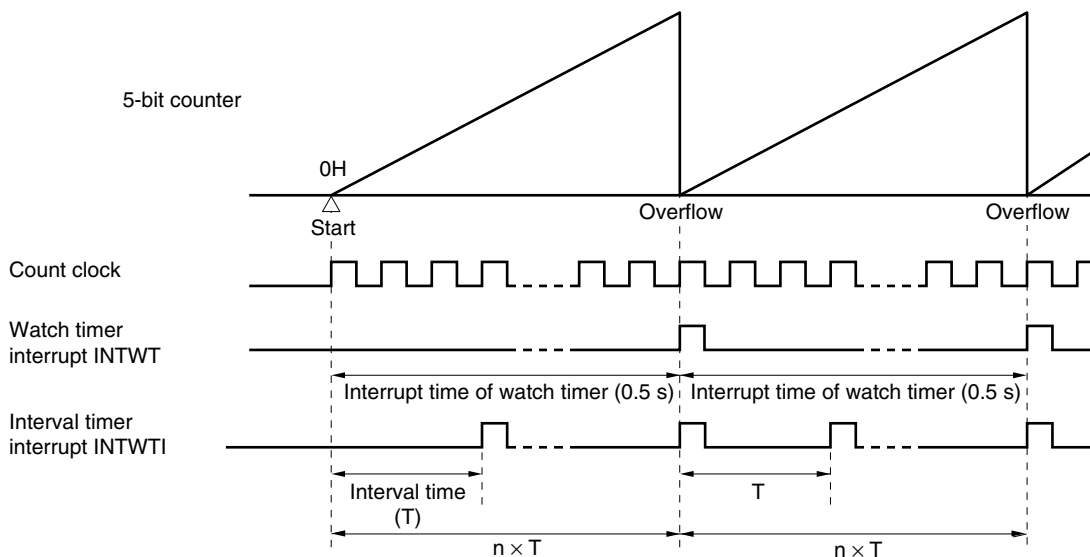 5-bit counter
0H
Start
Overflow
Overflow
Count clock
Watch timer
interrupt INTWT
Interrupt time of watch timer (0.5 s)
Interrupt time of watch timer (0.5 s)
Interval timer
interrupt INTWTI
Interval time
(T)
T
n × T
n × T